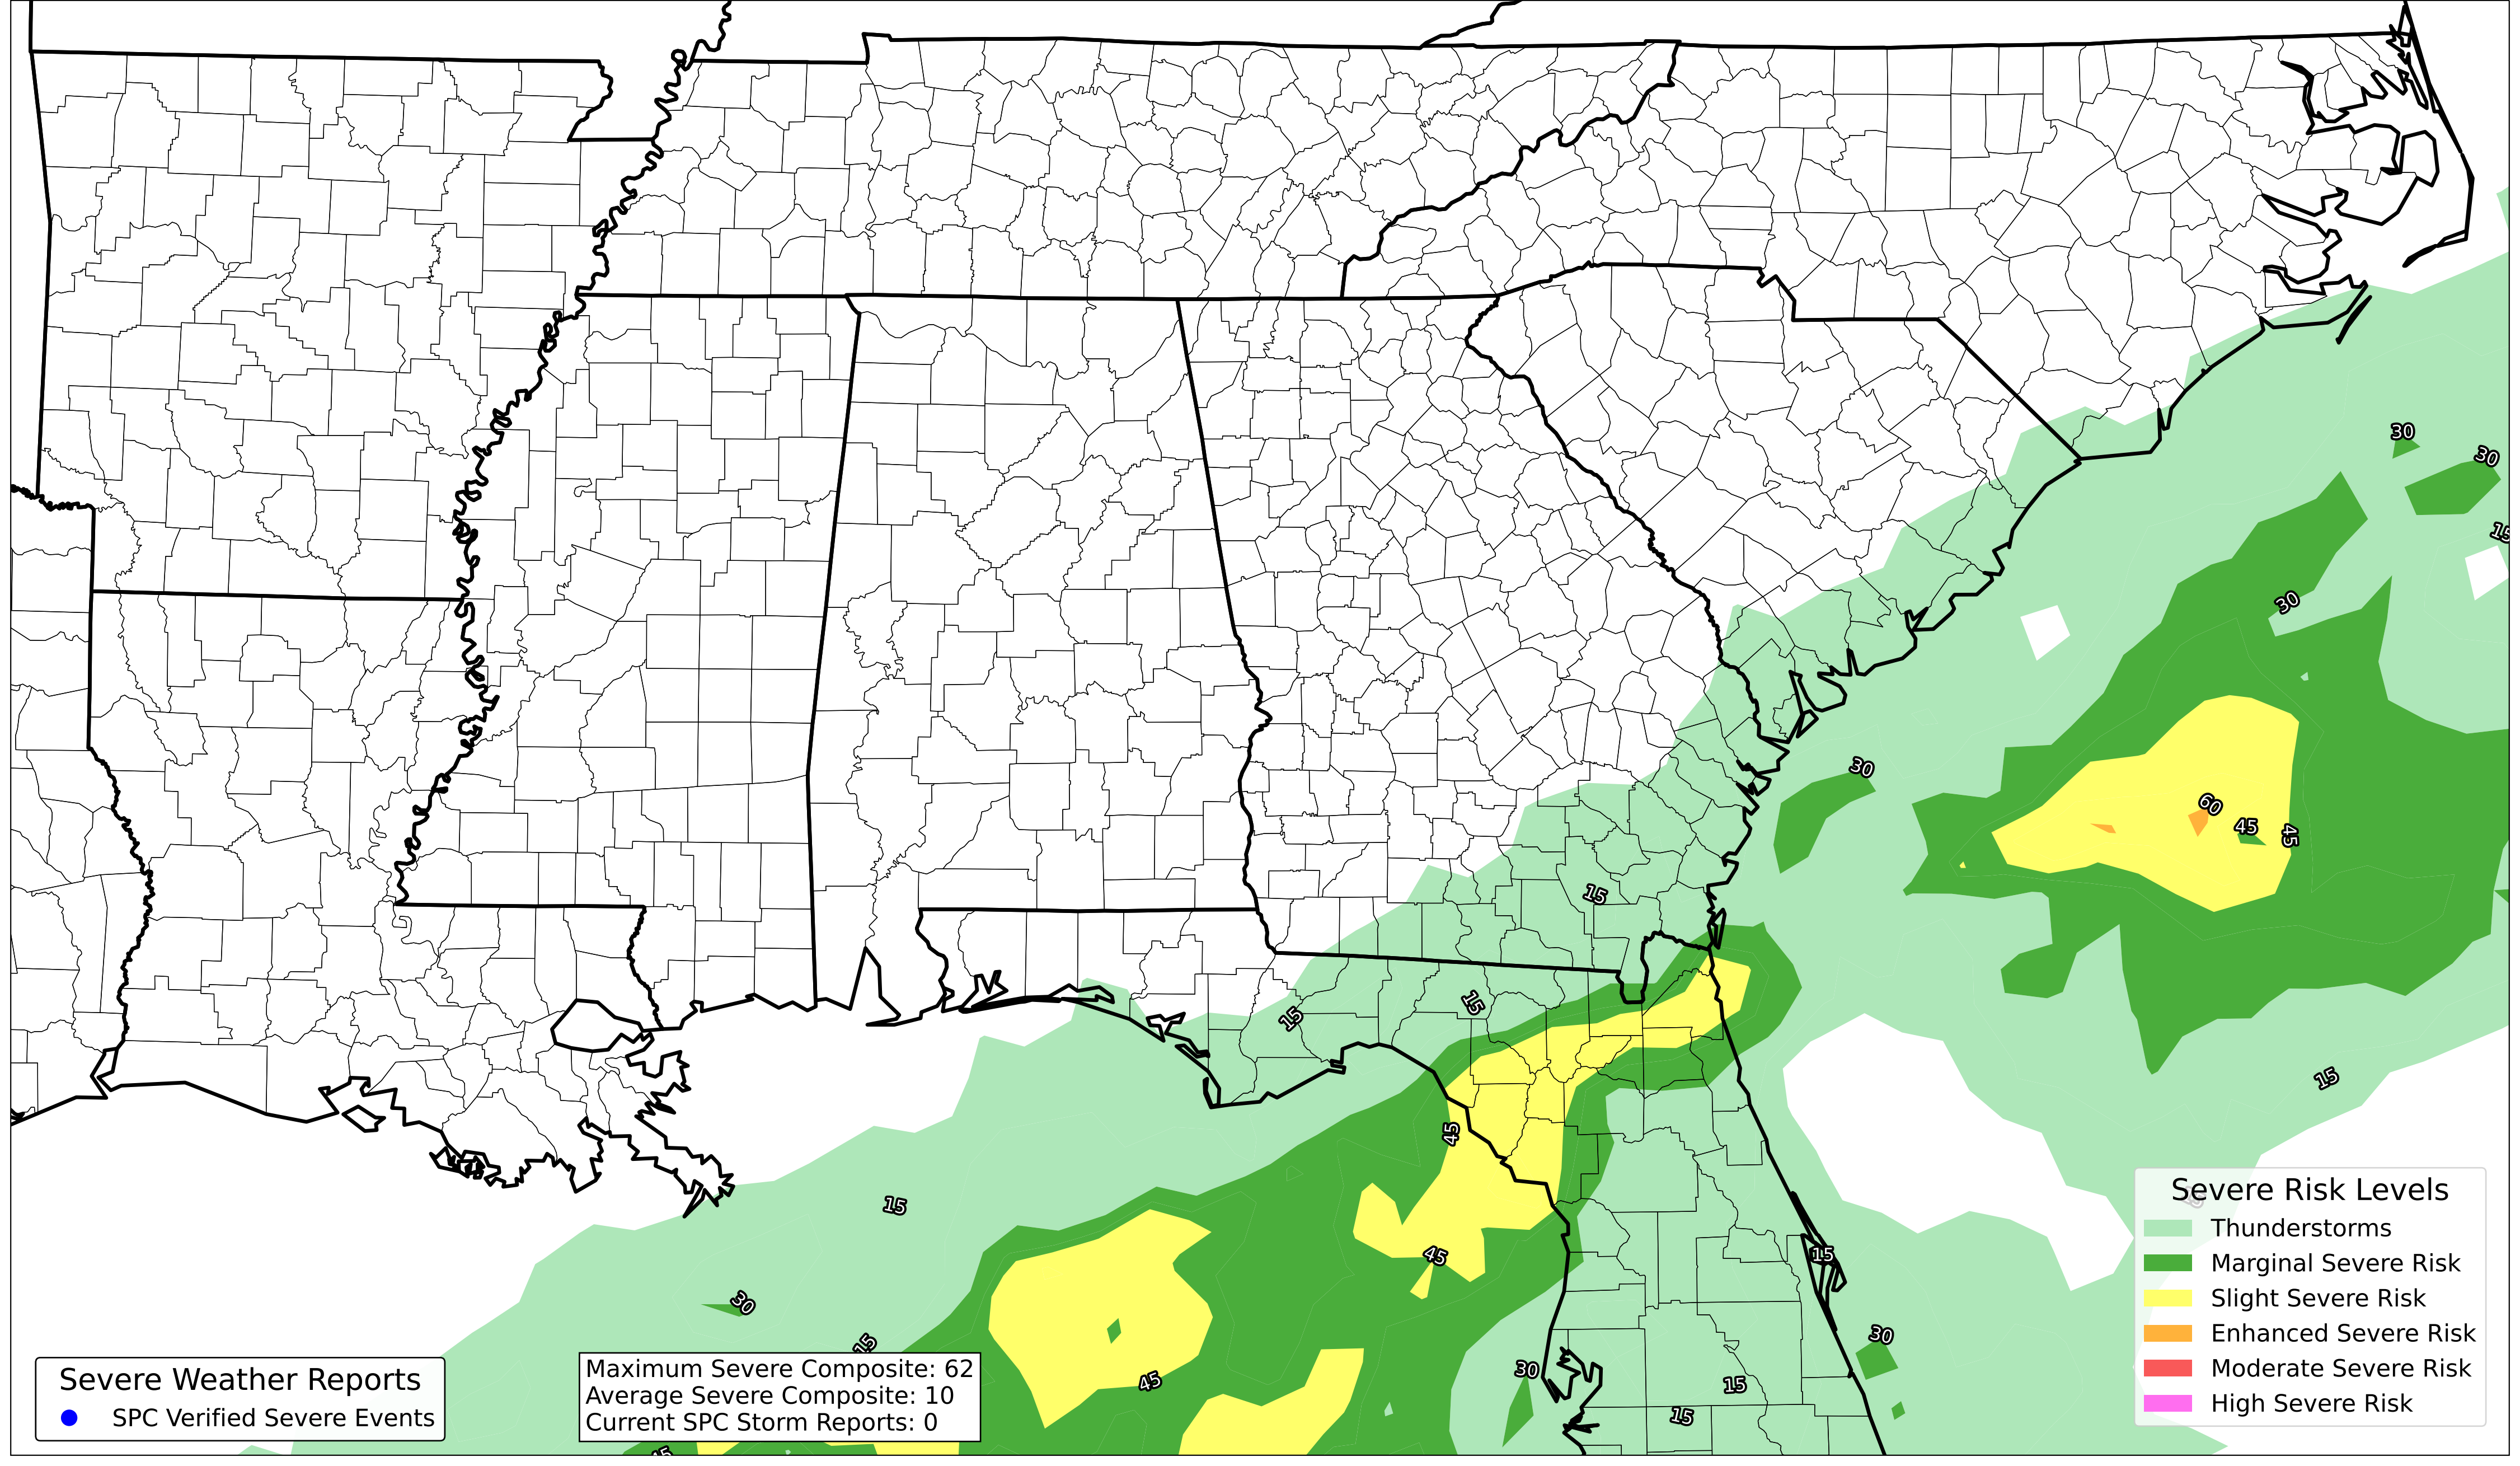 30
30
15
30
30
60
45
45
15
15
15
15
45
15
45
15
30
15
30
30
15
45
15
45
Severe Risk Levels
Thunderstorms
Marginal Severe Risk
Slight Severe Risk
Enhanced Severe Risk
Moderate Severe Risk
High Severe Risk
Severe Weather Reports
SPC Verified Severe Events
Maximum Severe Composite: 62
Average Severe Composite: 10
Current SPC Storm Reports: 0